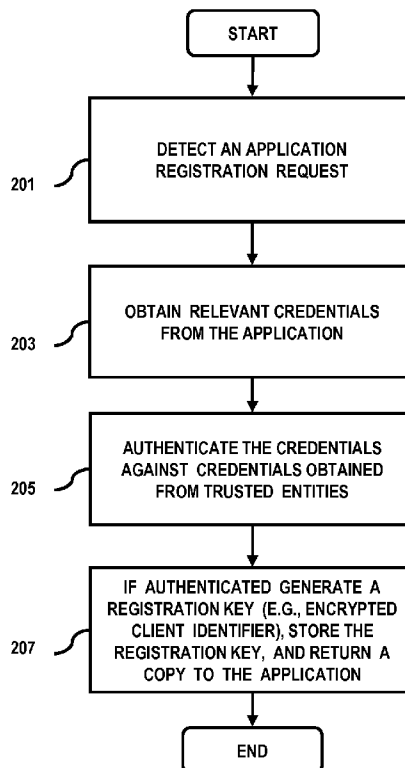 START
DETECT AN APPLICATION
REGISTRATION REQUEST
201
OBTAIN RELEVANT CREDENTIALS
FROM THE APPLICATION
203
AUTHENTICATE THE CREDENTIALS
AGAINST CREDENTIALS OBTAINED
FROM TRUSTED ENTITIES
205
IF AUTHENTICATED GENERATE A
REGISTRATION KEY (E.G., ENCRYPTED
CLIENT IDENTIFIER), STORE THE
REGISTRATION KEY, AND RETURN A
COPY TO THE APPLICATION
207
END